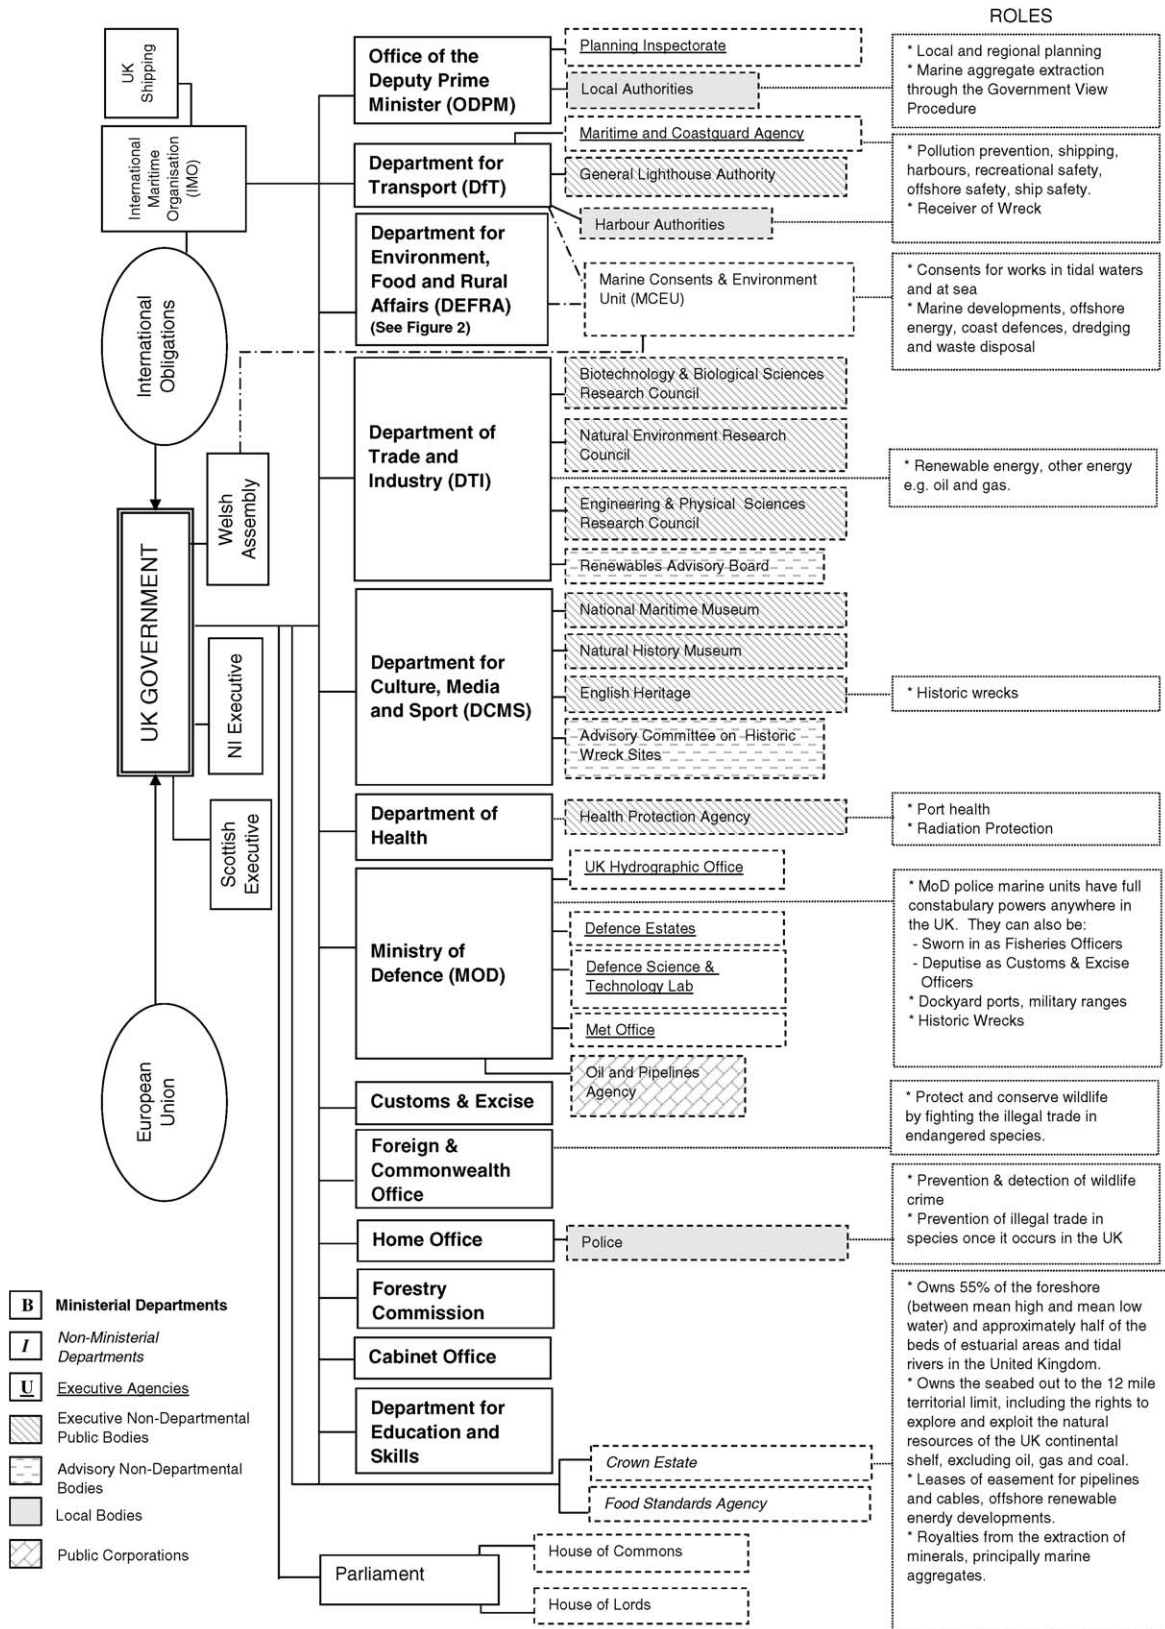 ROLES
UK
Shipping
International
Maritime
Organisation
(IMO)
International
Obligations
Welsh
Assembly
UK GOVERNMENT
NI Executive
Scottish
Executive
European
Union
Office of the
Deputy Prime
Minister (ODPM)
Planning Inspectorate
Local Authorities
* Local and regional planning
* Marine aggregate extraction
through the Government View
Procedure
Department for
Transport (DfT)
Maritime and Coastguard Agency
General Lighthouse Authority
Harbour Authorities
* Pollution prevention, shipping,
harbours, recreational safety,
offshore safety, ship safety.
* Receiver of Wreck
Department for
Environment,
Food and Rural
Affairs (DEFRA)
(See Figure 2)
Marine Consents & Environment
Unit (MCEU)
* Consents for works in tidal waters
and at sea
* Marine developments, offshore
energy, coast defences, dredging
and waste disposal
Department of
Trade and
Industry (DTI)
Biotechnology & Biological Sciences
Research Council
Natural Environment Research
Council
Engineering & Physical Sciences
Research Council
Renewables Advisory Board
* Renewable energy, other energy
e.g. oil and gas.
Department for
Culture, Media
and Sport (DCMS)
National Maritime Museum
Natural History Museum
English Heritage
Advisory Committee on Historic
Wreck Sites
* Historic wrecks
Department of
Health
Health Protection Agency
* Port health
* Radiation Protection
Ministry of
Defence (MOD)
UK Hydrographic Office
Defence Estates
Defence Science &
Technology Lab
Met Office
Oil and Pipelines
Agency
* MoD police marine units have full
constabulary powers anywhere in
the UK. They can also be:
- Sworn in as Fisheries Officers
- Deputise as Customs & Excise
Officers
* Dockyard ports, military ranges
* Historic Wrecks
Customs & Excise
Foreign &
Commonwealth
Office
* Protect and conserve wildlife
by fighting the illegal trade in
endangered species.
Home Office
Police
* Prevention & detection of wildlife
crime
* Prevention of illegal trade in
species once it occurs in the UK
Forestry
Commission
Cabinet Office
Department for
Education and
Skills
Crown Estate
Food Standards Agency
* Owns 55% of the foreshore
(between mean high and mean low
water) and approximately half of the
beds of estuarial areas and tidal
rivers in the United Kingdom.
* Owns the seabed out to the 12 mile
territorial limit, including the rights to
explore and exploit the natural
resources of the UK continental
shelf, excluding oil, gas and coal.
* Leases of easement for pipelines
and cables, offshore renewable
enerdy developments.
* Royalties from the extraction of
minerals, principally marine
aggregates.
Parliament
House of Commons
House of Lords
B Ministerial Departments
I Non-Ministerial
Departments
U Executive Agencies
Executive Non-Departmental
Public Bodies
Advisory Non-Departmental
Bodies
Local Bodies
Public Corporations